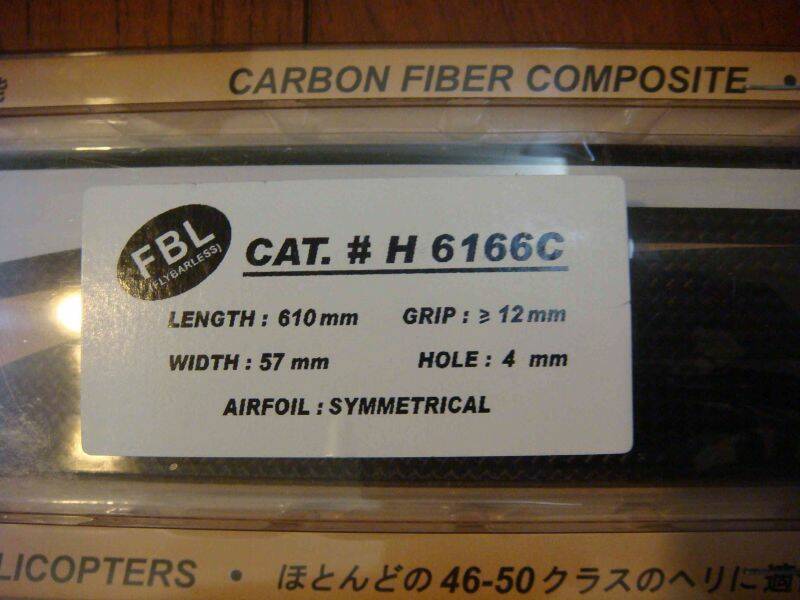 CARBON FIBER COMPOSITE •
FBL
[FLYBARLESS]
CAT. # H 6166C
LENGTH : 610 mm GRIP : ≥ 12 mm
WIDTH : 57 mm HOLE : 4 mm
AIRFOIL : SYMMETRICAL
LICOPTERS • ほとんどの 46-50 クラスのヘリに適